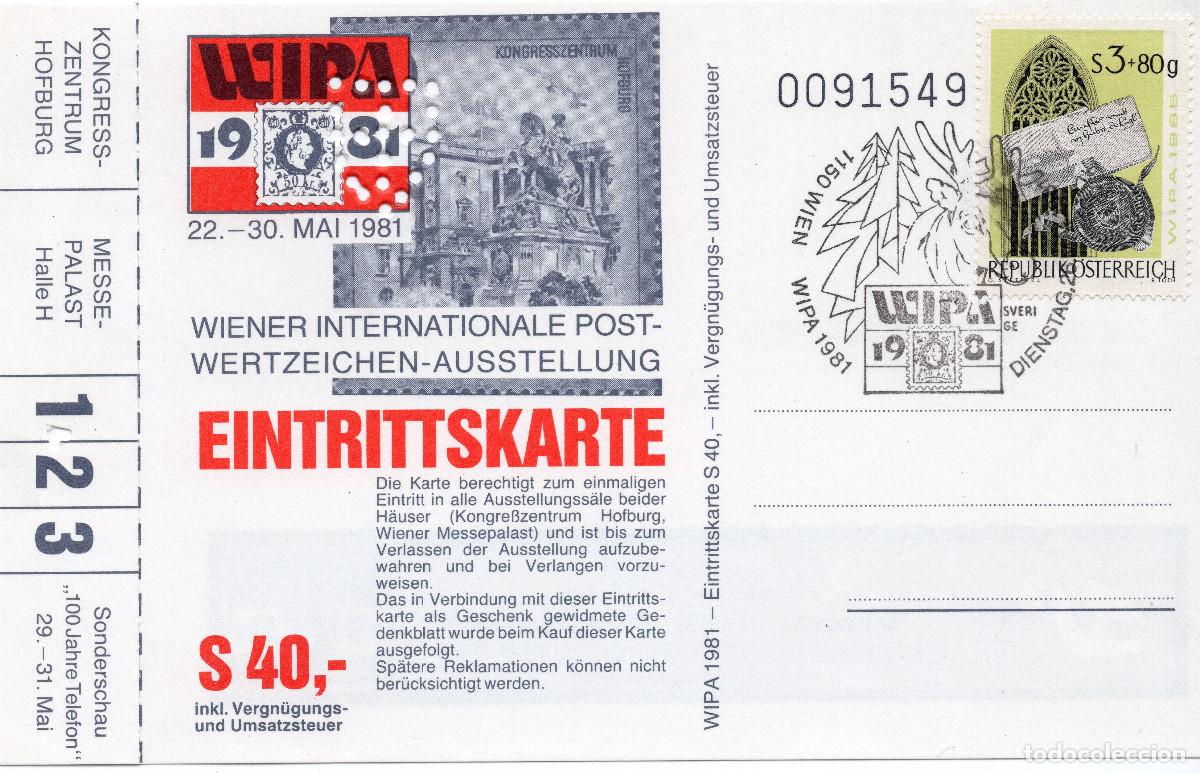 KONGRESS-
ZENTRUM
HOFBURG
MESSE-
PALAST
Halle H
1
2
3
Sonderschau
„100 Jahre Telefon“
29. – 31. Mai
WIPA
1981
22.–30. MAI 1981
KONGRESSZENTRUM
HOFBURG
WIENER INTERNATIONALE POST-
WERTZEICHEN-AUSSTELLUNG
EINTRITTSKARTE
Die Karte berechtigt zum einmaligen
Eintritt in alle Ausstellungssäle beider
Häuser (Kongreßzentrum Hofburg,
Wiener Messepalast) und ist bis zum
Verlassen der Ausstellung aufzube-
wahren und bei Verlangen vorzu-
weisen.
Das in Verbindung mit dieser Eintritts-
karte als Geschenk gewidmete Ge-
denkblatt wurde beim Kauf dieser Karte
ausgefolgt.
Spätere Reklamationen können nicht
berücksichtigt werden.
S 40,-
inkl. Vergnügungs-
und Umsatzsteuer
WIPA 1981 – Eintrittskarte S 40,– inkl. Vergnügungs- und Umsatzsteuer
0091549
S3+80g
WIPA 1965
REPUBLIK ÖSTERREICH
1150 WIEN
WIPA 1981
DIENSTAG, 26
WIPA
1981
SVERI
GE
todocoleccion